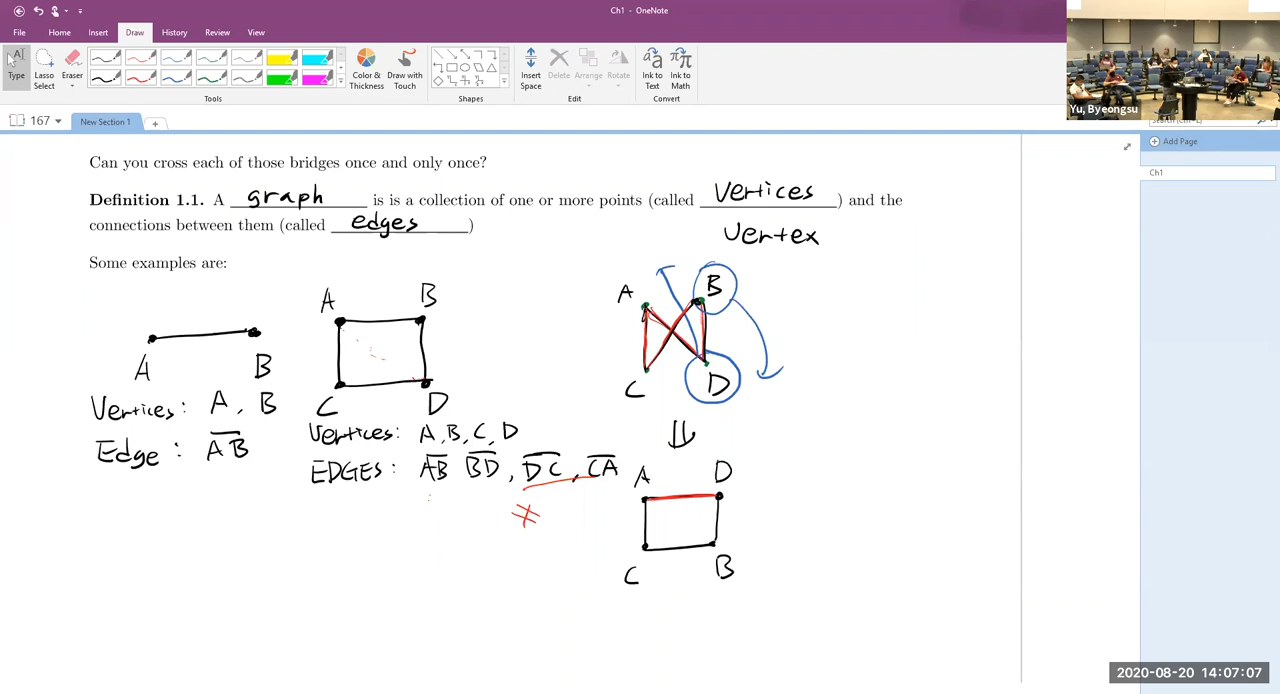 Ch1 - OneNote
File Home Insert Draw History Review View
Type
Lasso Select
Eraser
Color & Thickness
Draw with Touch
Insert Space
Delete
Arrange
Rotate
Ink to Text
Ink to Math
Tools
Shapes
Edit
Convert
Yu, Byeongsu
167
New Section 1
Add Page
Ch1
Can you cross each of those bridges once and only once?
Definition 1.1. A graph is is a collection of one or more points (called Vertices) and the
connections between them (called edges)
Vertex
Some examples are:
A B
A B
A B
C D
C D
Vertices: A, B
Edge: AB
Vertices: A, B, C, D
EDGES: AB BD, DC, CA
A D
C B
2020-08-20 14:07:07